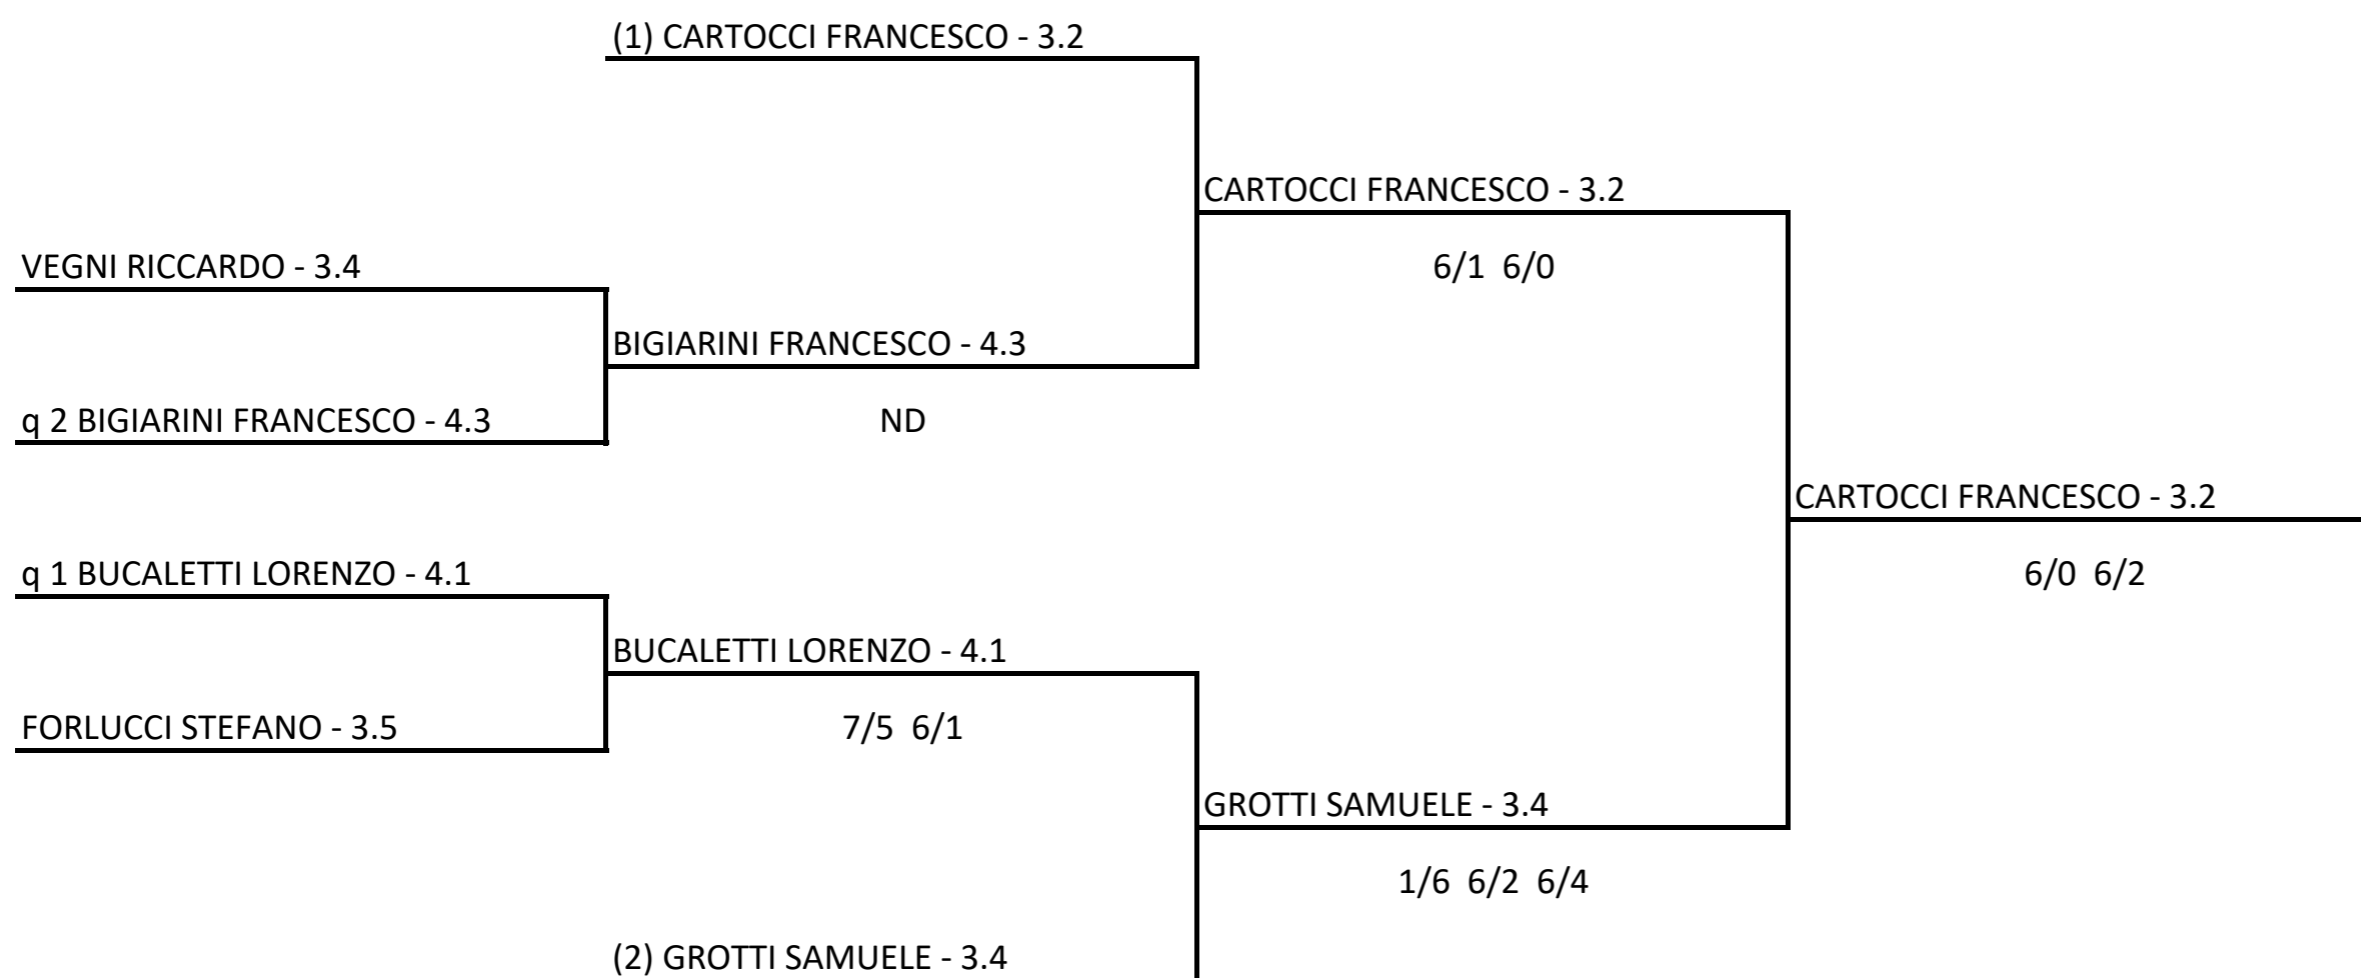 (1) CARTOCCI FRANCESCO - 3.2
CARTOCCI FRANCESCO - 3.2
VEGNI RICCARDO - 3.4
6/1 6/0
BIGIARINI FRANCESCO - 4.3
q 2 BIGIARINI FRANCESCO - 4.3
ND
CARTOCCI FRANCESCO - 3.2
q 1 BUCALETTI LORENZO - 4.1
6/0 6/2
BUCALETTI LORENZO - 4.1
FORLUCCI STEFANO - 3.5
7/5 6/1
GROTTI SAMUELE - 3.4
1/6 6/2 6/4
(2) GROTTI SAMUELE - 3.4